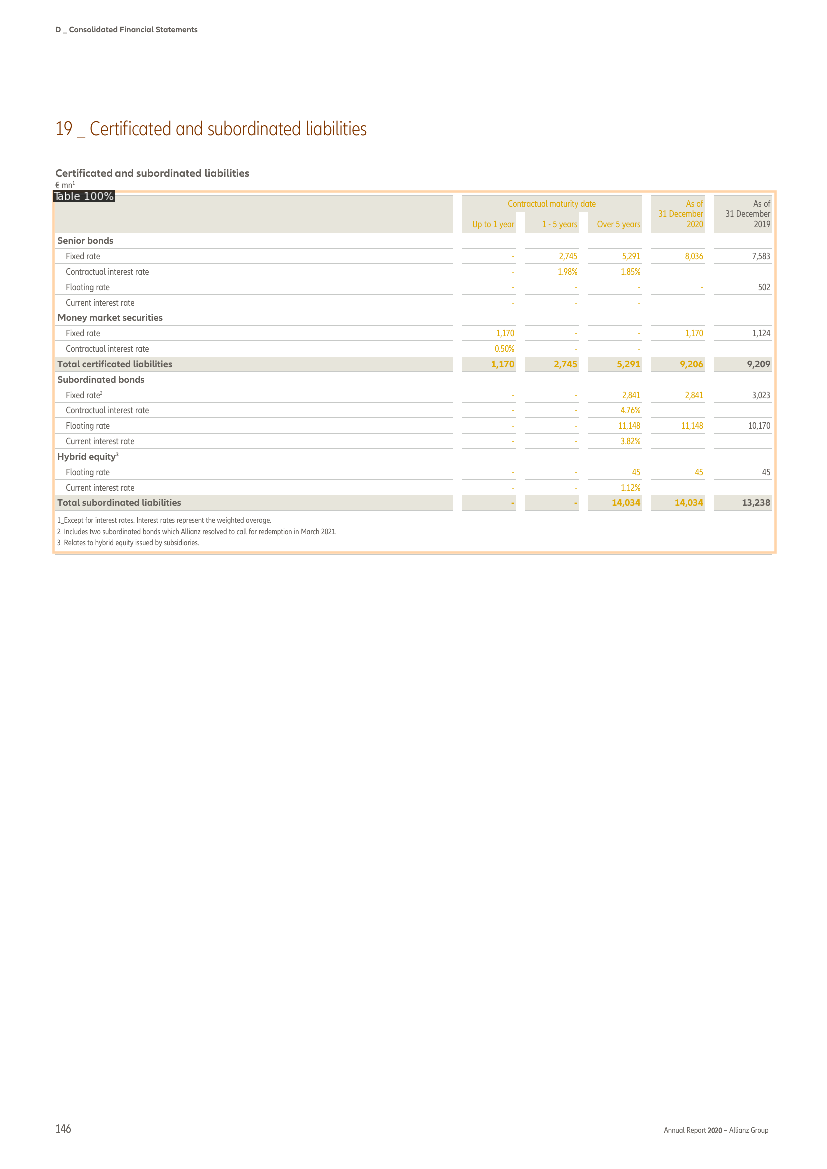 D _ Consolidated Financial Statements
19 _ Certificated and subordinated liabilities
Certificated and subordinated liabilities
€ mn¹
Table 100%
Contractual maturity date As of 31 December 2020 As of 31 December 2019
Up to 1 year 1 - 5 years Over 5 years
Senior bonds
Fixed rate - 2,745 5,291 8,036 7,583
Contractual interest rate - 1.98% 1.85%
Floating rate - - - - 502
Current interest rate - - -
Money market securities
Fixed rate 1,170 - - 1,170 1,124
Contractual interest rate 0.50% - -
Total certificated liabilities 1,170 2,745 5,291 9,206 9,209
Subordinated bonds
Fixed rate² - - 2,841 2,841 3,023
Contractual interest rate - - 4.76%
Floating rate - - 11,148 11,148 10,170
Current interest rate - - 3.82%
Hybrid equity³
Floating rate - - 45 45 45
Current interest rate - - 1.12%
Total subordinated liabilities - - 14,034 14,034 13,238
1_Except for interest rates. Interest rates represent the weighted average.
2_Includes two subordinated bonds which Allianz resolved to call for redemption in March 2021.
3_Relates to hybrid equity issued by subsidiaries.
146
Annual Report 2020 – Allianz Group